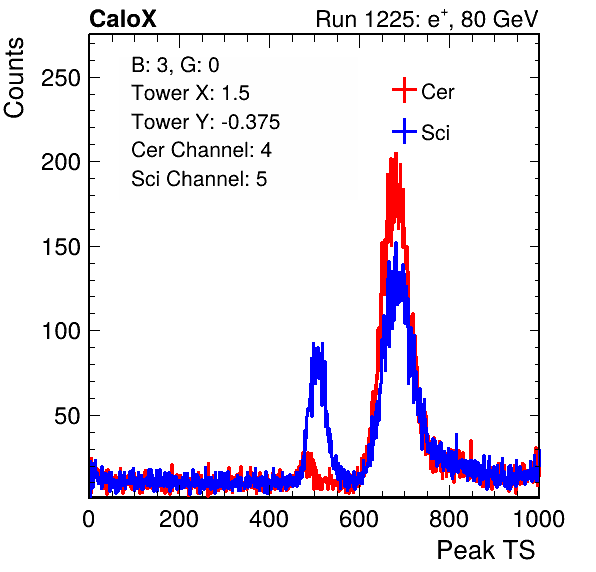 CaloX Run 1225: e⁺, 80 GeV
B: 3, G: 0
Tower X: 1.5
Tower Y: -0.375
Cer Channel: 4
Sci Channel: 5
Cer
Sci
Counts
250
200
150
100
50
0 200 400 600 800 1000
Peak TS